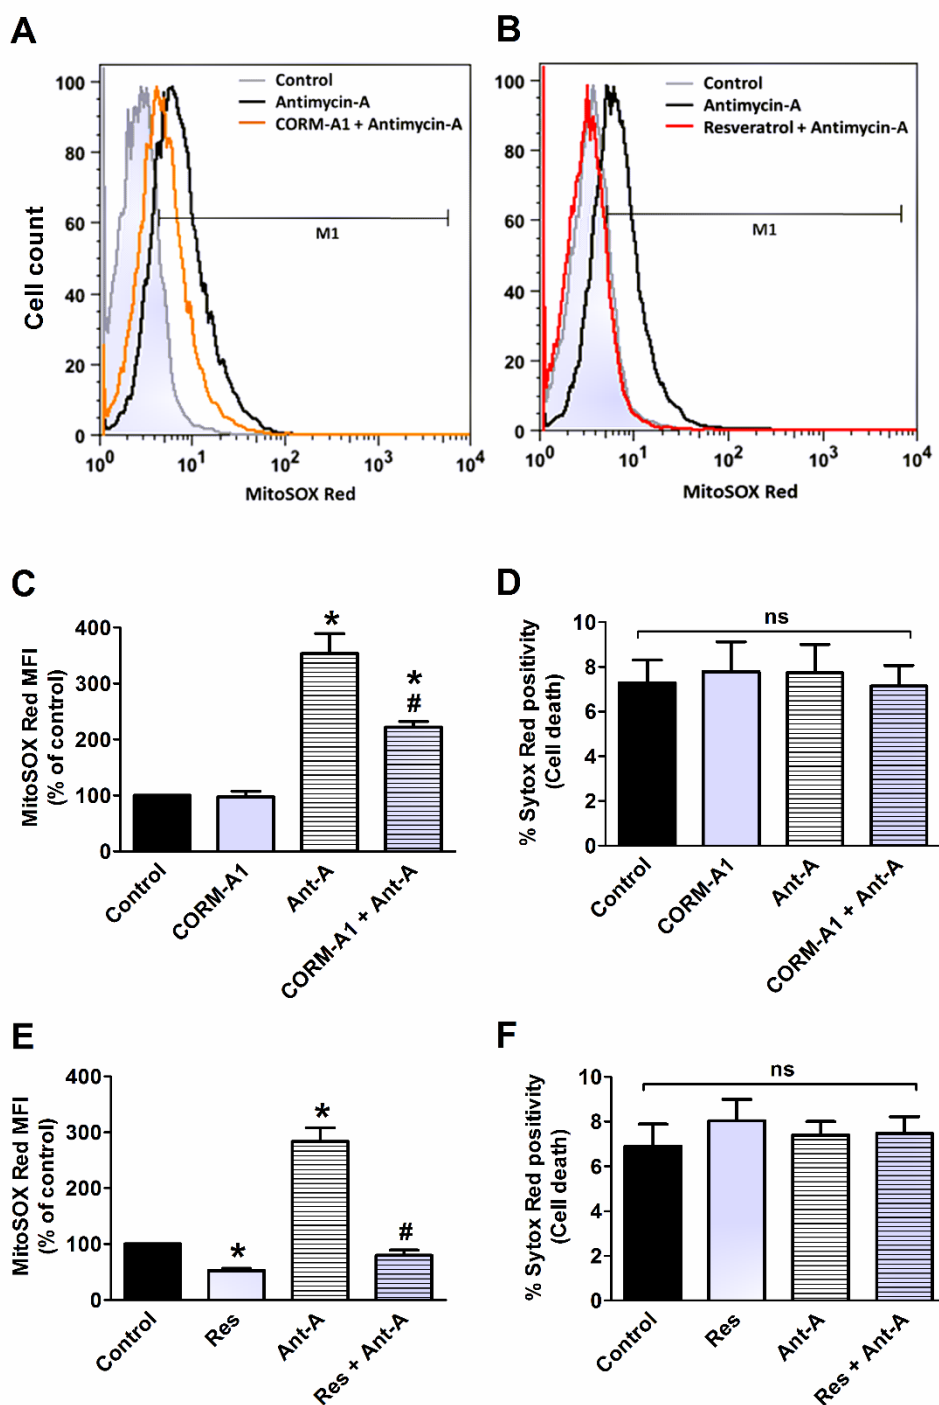 A
Control
Antimycin-A
CORM-A1 + Antimycin-A
M1
Cell count
100
80
60
40
20
0
10^0 10^1 10^2 10^3 10^4
MitoSOX Red
B
Control
Antimycin-A
Resveratrol + Antimycin-A
M1
100
80
60
40
20
0
10^0 10^1 10^2 10^3 10^4
MitoSOX Red
C
MitoSOX Red MFI
(% of control)
400
300
200
100
0
*
*
#
Control
CORM-A1
Ant-A
CORM-A1 + Ant-A
D
% Sytox Red positivity
(Cell death)
10
8
6
4
2
0
ns
Control
CORM-A1
Ant-A
CORM-A1 + Ant-A
E
MitoSOX Red MFI
(% of control)
400
300
200
100
0
*
*
#
Control
Res
Ant-A
Res + Ant-A
F
% Sytox Red positivity
(Cell death)
10
8
6
4
2
0
ns
Control
Res
Ant-A
Res + Ant-A